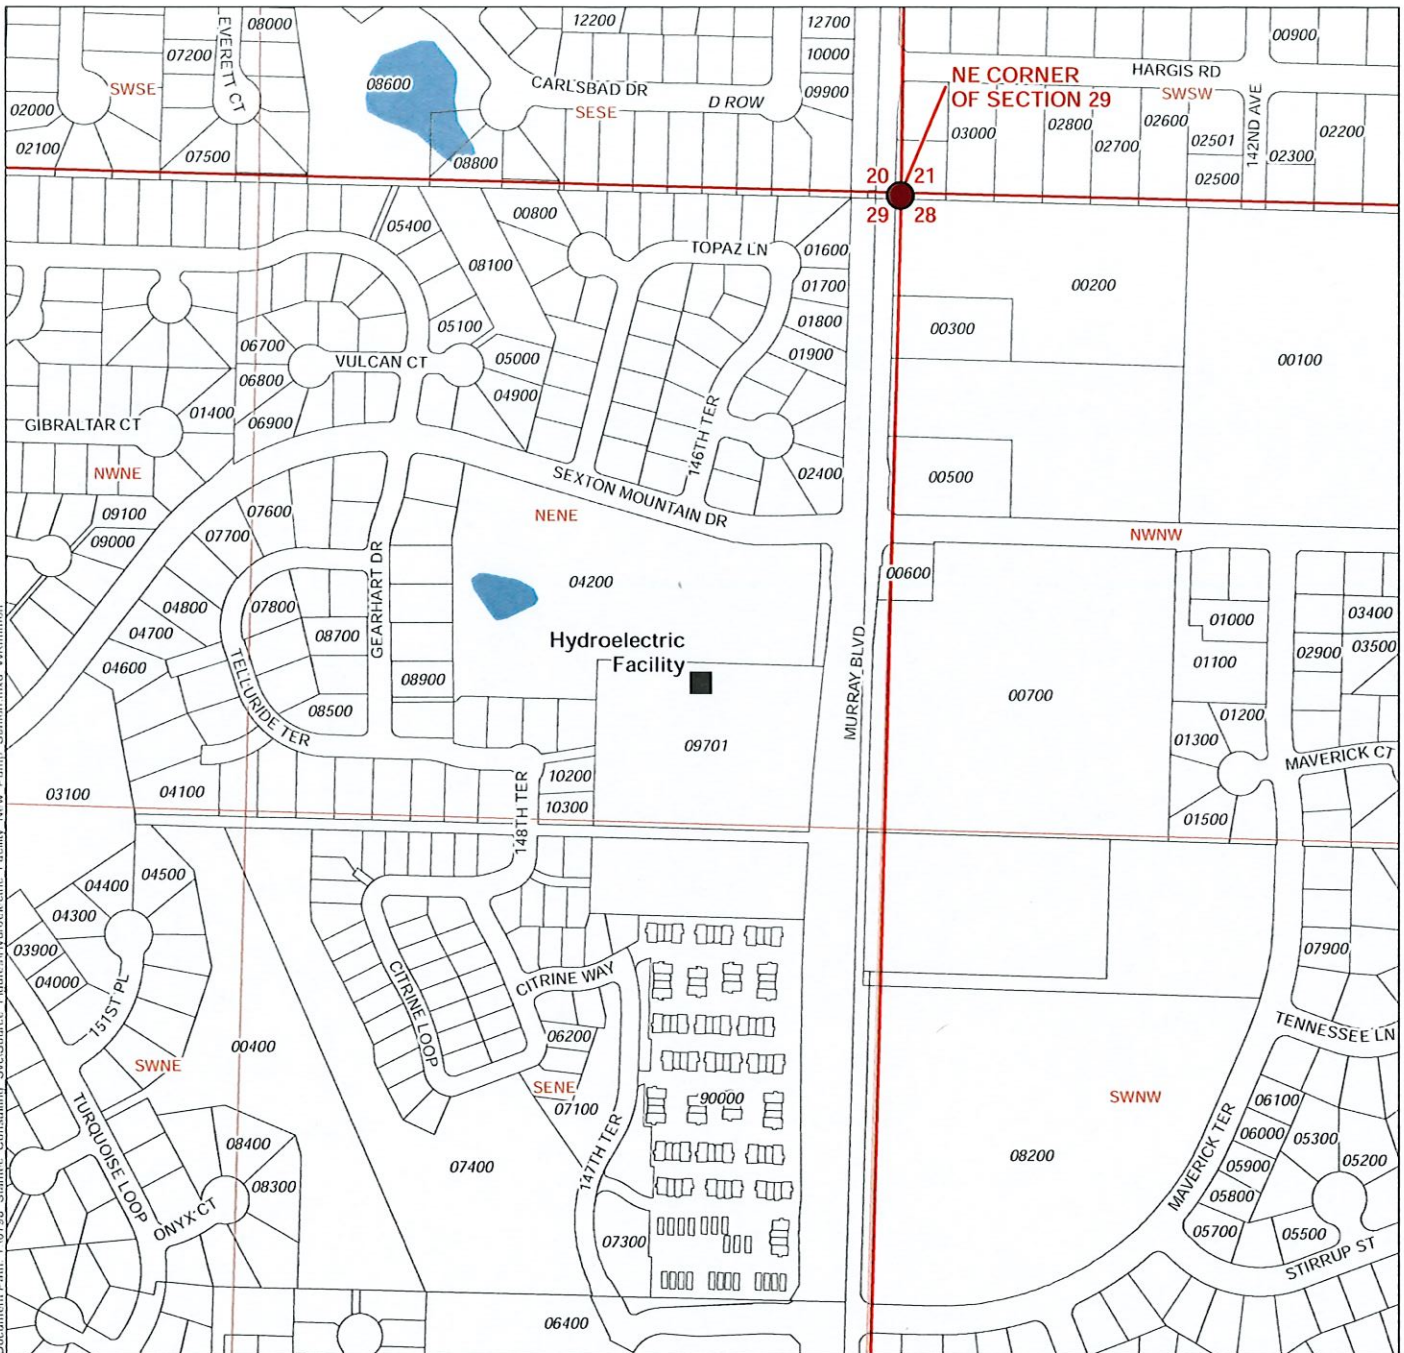 08000
12200
12700
00900
EVERETT CT
07200
10000
08600
HARGIS RD
SWSE
CARLSBAD DR
D ROW
09900
NE CORNER
OF SECTION 29
SWSW
142ND AVE
02000
SESE
03000
02800
02600
02501
02200
02700
02100
07500
08800
02300
02500
20
21
29
28
05400
00800
TOPAZ LN
01600
08100
01700
00200
05100
01800
00300
06700
VULCAN CT
05000
01900
00100
06800
04900
01400
06900
GIBRALTAR CT
146TH TER
NWNE
SEXTON MOUNTAIN DR
02400
00500
09100
07600
NENE
09000
07700
NWNW
GEARHART DR
04200
00600
04800
07800
01000
03400
04700
08700
Hydroelectric
Facility
04600
TELLURIDE TER
08900
MURRAY BLVD
01100
02900
03500
00700
08500
01200
09701
01300
MAVERICK CT
03100
04100
148TH TER
10200
10300
01500
04500
04400
04300
03900
04000
CITRINE LOOP
CITRINE WAY
07900
151ST PL
TENNESSEE LN
06200
00400
SWNE
SENE
07100
90000
SWNW
06100
TURQUOISE LOOP
147TH TER
MAVERICK TER
06000
05300
08400
08200
05900
05200
07400
08300
05800
ONYX CT
07300
05700
05500
STIRRUP ST
06400